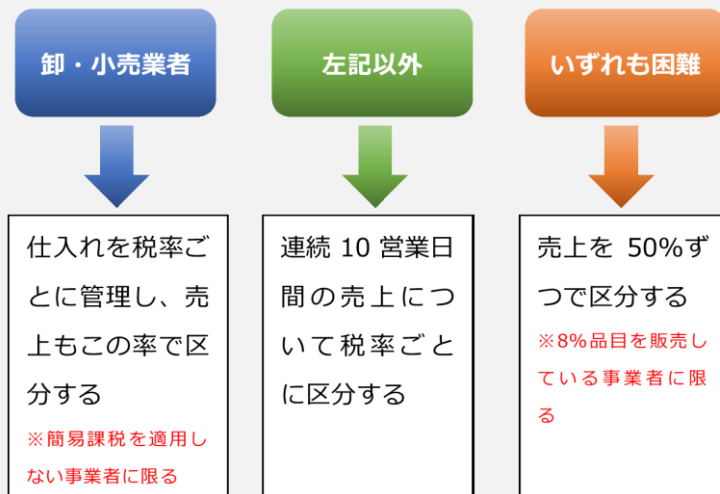 卸・小売業者
左記以外
いずれも困難
仕入れを税率ご
とに管理し、売
上もこの率で区
分する
※簡易課税を適用し
ない事業者に限る
連続 10 営業日
間の売上につ
いて税率ごと
に区分する
売上を 50%ず
つで区分する
※8%品目を販売し
ている事業者に限
る